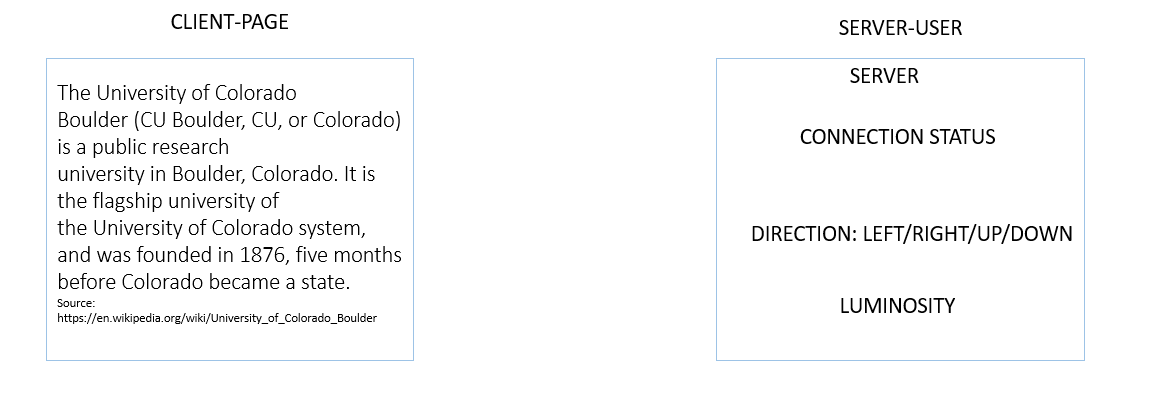 CLIENT-PAGE
The University of Colorado
Boulder (CU Boulder, CU, or Colorado)
is a public research
university in Boulder, Colorado. It is
the flagship university of
the University of Colorado system,
and was founded in 1876, five months
before Colorado became a state.
Source:
https://en.wikipedia.org/wiki/University_of_Colorado_Boulder
SERVER-USER
SERVER
CONNECTION STATUS
DIRECTION: LEFT/RIGHT/UP/DOWN
LUMINOSITY